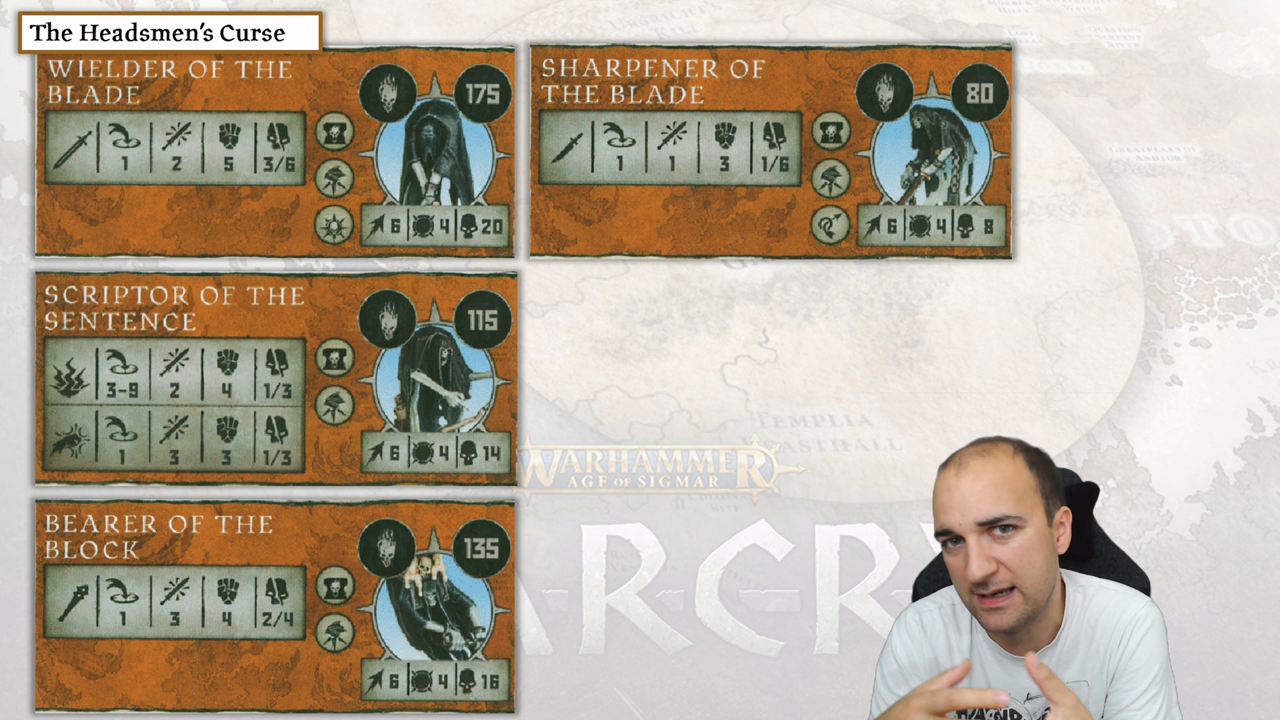 The Headsmen's Curse
WIELDER OF THE
BLADE
175
1 2 5 3/6
6 4 20
SHARPENER OF
THE BLADE
80
1 1 3 1/6
6 4 8
SCRIPTOR OF THE
SENTENCE
115
3-9 2 4 1/3
1 3 3 1/3
6 4 14
BEARER OF THE
BLOCK
135
1 3 4 2/4
6 4 16
TEMPLIA
WARHAMMER
AGE OF SIGMAR